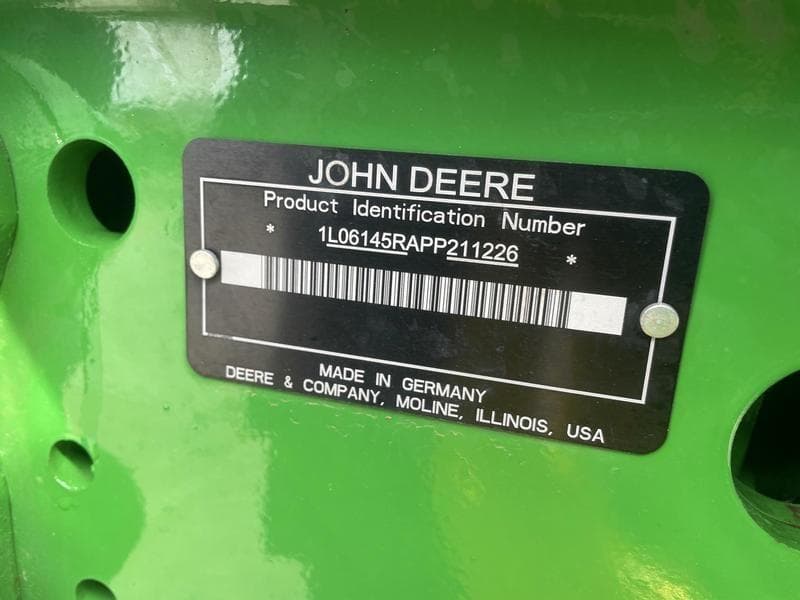 JOHN DEERE
Product Identification Number
* 1L06145RAPP211226 *
MADE IN GERMANY
DEERE & COMPANY, MOLINE, ILLINOIS, USA